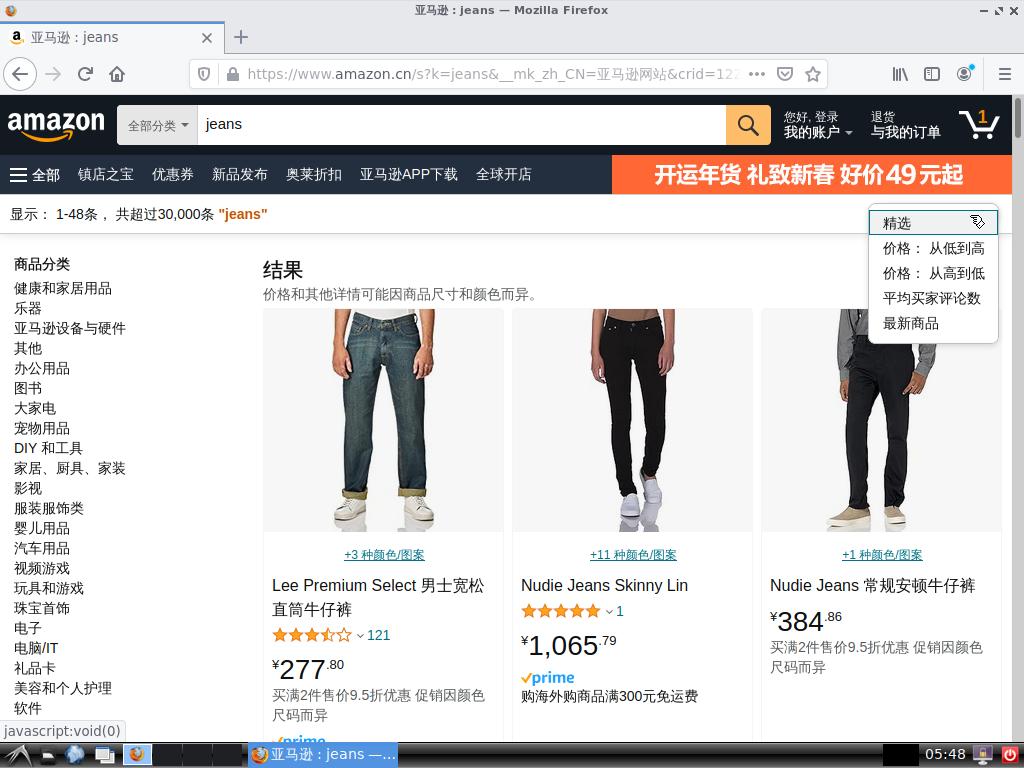 亚马逊 : jeans — Mozilla Firefox
亚马逊 : jeans
https://www.amazon.cn/s?k=jeans&__mk_zh_CN=亚马逊网站&crid=122
amazon
全部分类
jeans
您好, 登录
我的账户
退货
与我的订单
1
全部
镇店之宝
优惠券
新品发布
奥莱折扣
亚马逊APP下载
全球开店
开运年货 礼致新春 好价49元起
显示： 1-48条， 共超过30,000条 "jeans"
精选
价格： 从低到高
价格： 从高到低
平均买家评论数
最新商品
商品分类
健康和家居用品
乐器
亚马逊设备与硬件
其他
办公用品
图书
大家电
宠物用品
DIY 和工具
家居、厨具、家装
影视
服装服饰类
婴儿用品
汽车用品
视频游戏
玩具和游戏
珠宝首饰
电子
电脑/IT
礼品卡
美容和个人护理
软件
结果
价格和其他详情可能因商品尺寸和颜色而异。
+3 种颜色/图案
Lee Premium Select 男士宽松
直筒牛仔裤
121
¥277.80
买满2件售价9.5折优惠 促销因颜色
尺码而异
prime
+11 种颜色/图案
Nudie Jeans Skinny Lin
1
¥1,065.79
prime
购海外购商品满300元免运费
+1 种颜色/图案
Nudie Jeans 常规安顿牛仔裤
¥384.86
买满2件售价9.5折优惠 促销因颜色
尺码而异
javascript:void(0)
亚马逊 : jeans —...
05:48